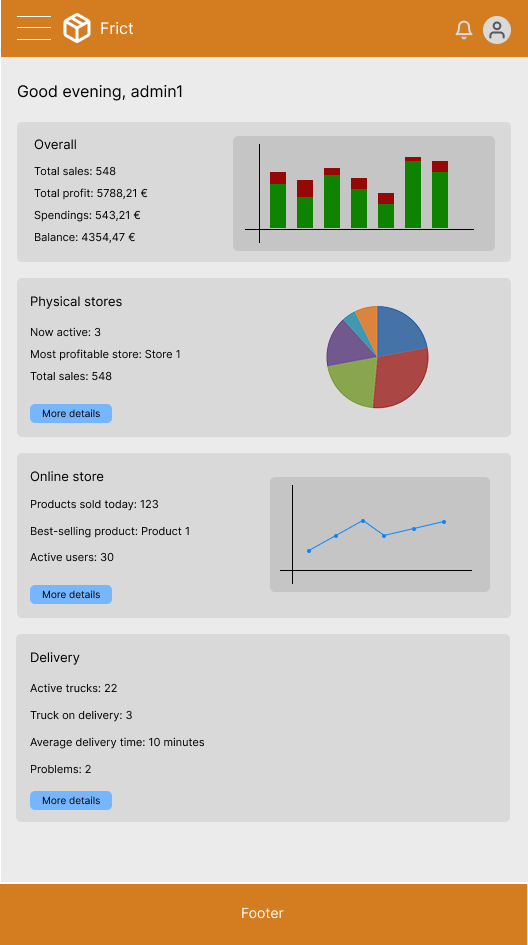 Frict
Good evening, admin1
Overall
Total sales: 548
Total profit: 5788,21 €
Spendings: 543,21 €
Balance: 4354,47 €
Physical stores
Now active: 3
Most profitable store: Store 1
Total sales: 548
More details
Online store
Products sold today: 123
Best-selling product: Product 1
Active users: 30
More details
Delivery
Active trucks: 22
Truck on delivery: 3
Average delivery time: 10 minutes
Problems: 2
More details
Footer